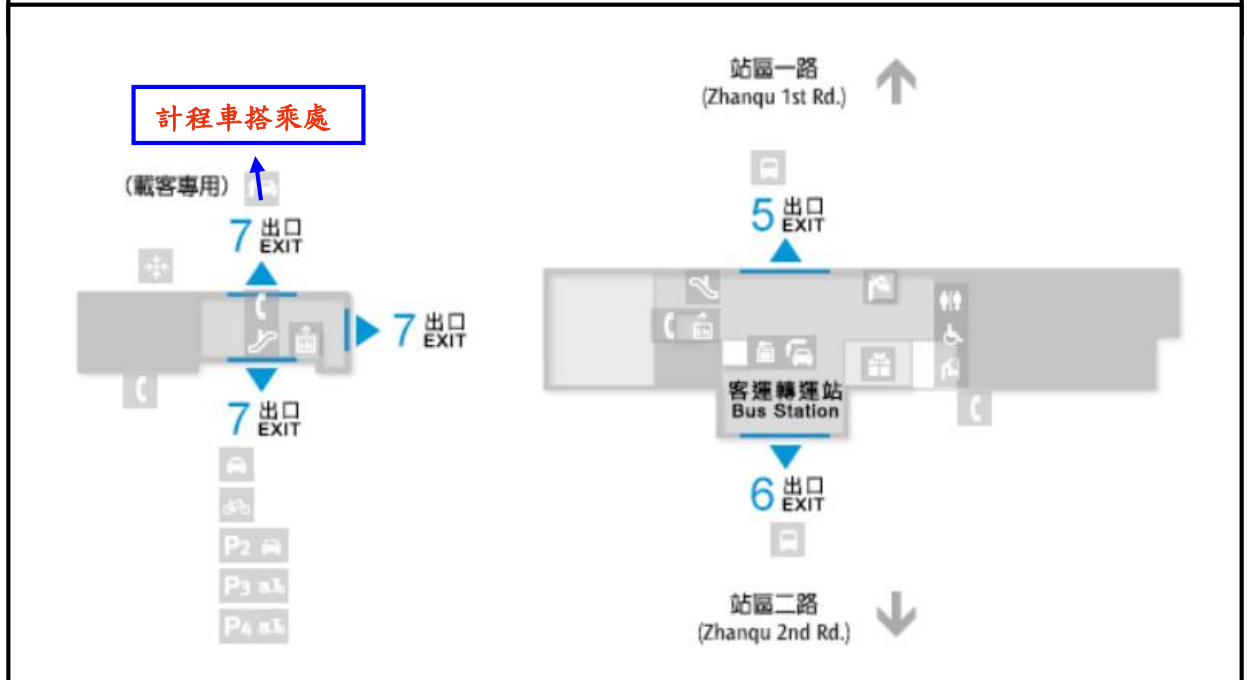 計程車搭乘處
(載客專用)
7 出口
EXIT
7 出口
EXIT
7 出口
EXIT
P2
P3
P4
站區一路
(Zhanqu 1st Rd.)
5 出口
EXIT
客運轉運站
Bus Station
6 出口
EXIT
站區二路
(Zhanqu 2nd Rd.)